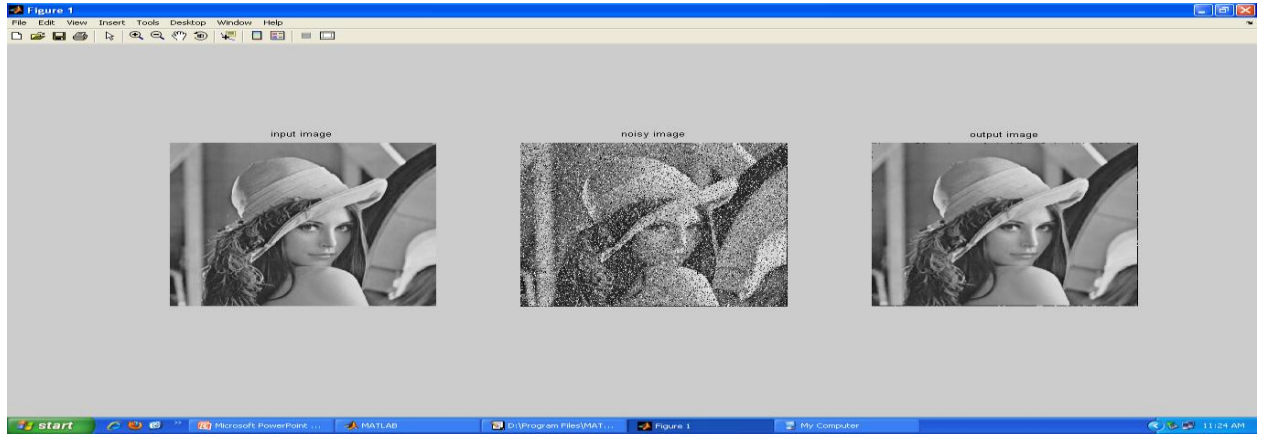 Figure 1
File Edit View Insert Tools Desktop Window Help
input image
noisy image
output image
start
Microsoft PowerPoint ...
MATLAB
D:\Program Files\MAT...
Figure 1
My Computer
11:24 AM